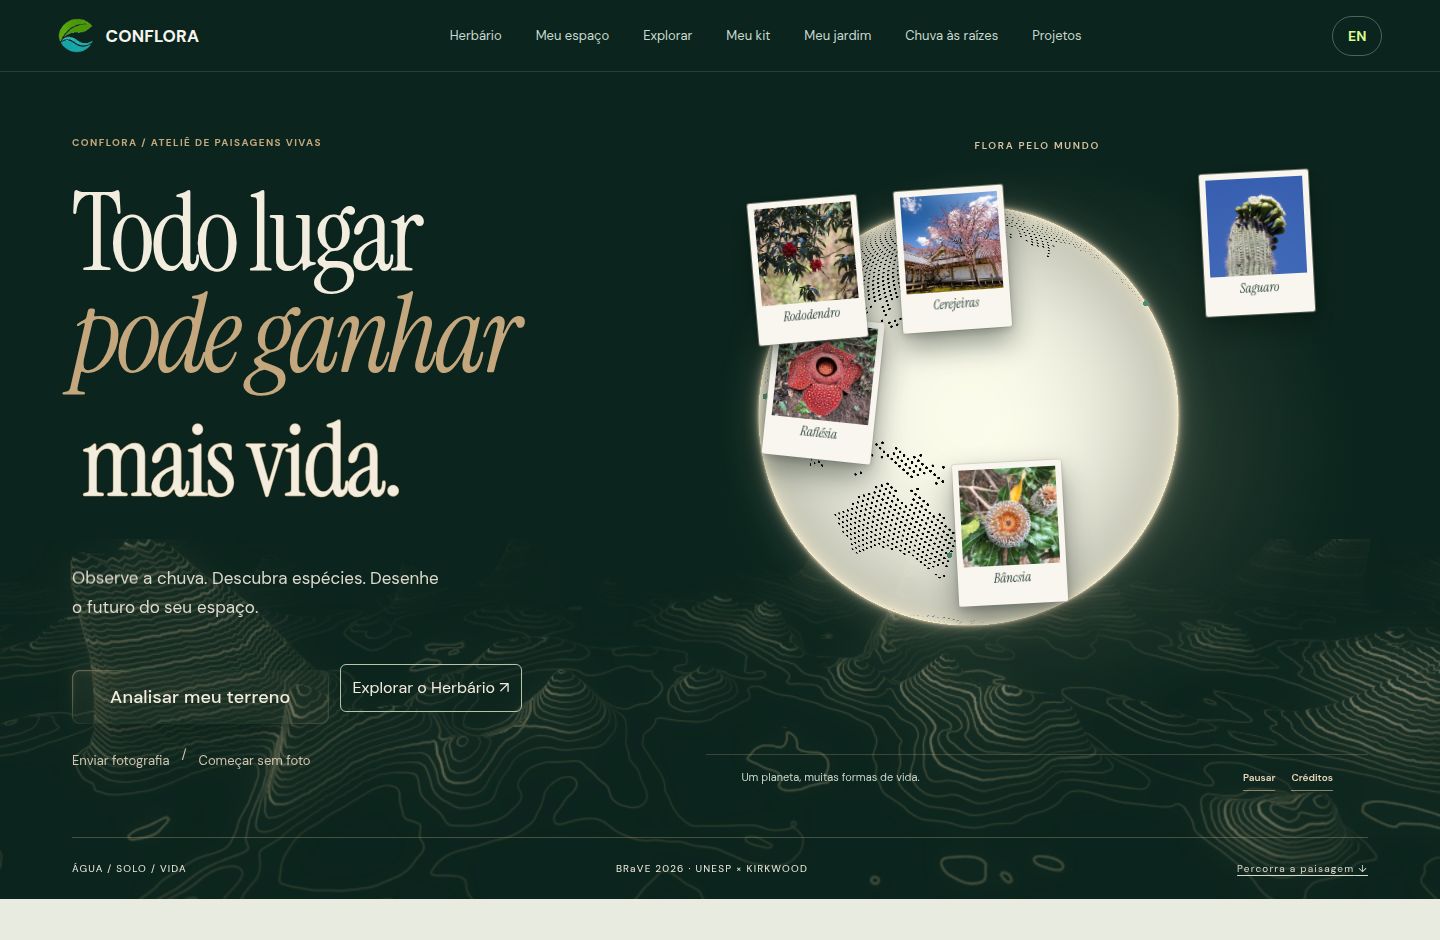 CONFLORA
Herbário
Meu espaço
Explorar
Meu kit
Meu jardim
Chuva às raízes
Projetos
EN
CONFLORA / ATELIÊ DE PAISAGENS VIVAS
Todo lugar
pode ganhar
mais vida.
Observe a chuva. Descubra espécies. Desenhe
o futuro do seu espaço.
Analisar meu terreno
Explorar o Herbário ↗
Enviar fotografia / Começar sem foto
FLORA PELO MUNDO
Rododendro
Cerejeiras
Saguaro
Raflésia
Bâncsia
Um planeta, muitas formas de vida.
Pausar
Créditos
ÁGUA / SOLO / VIDA
BRaVE 2026 · UNESP × KIRKWOOD
Percorra a paisagem ↓